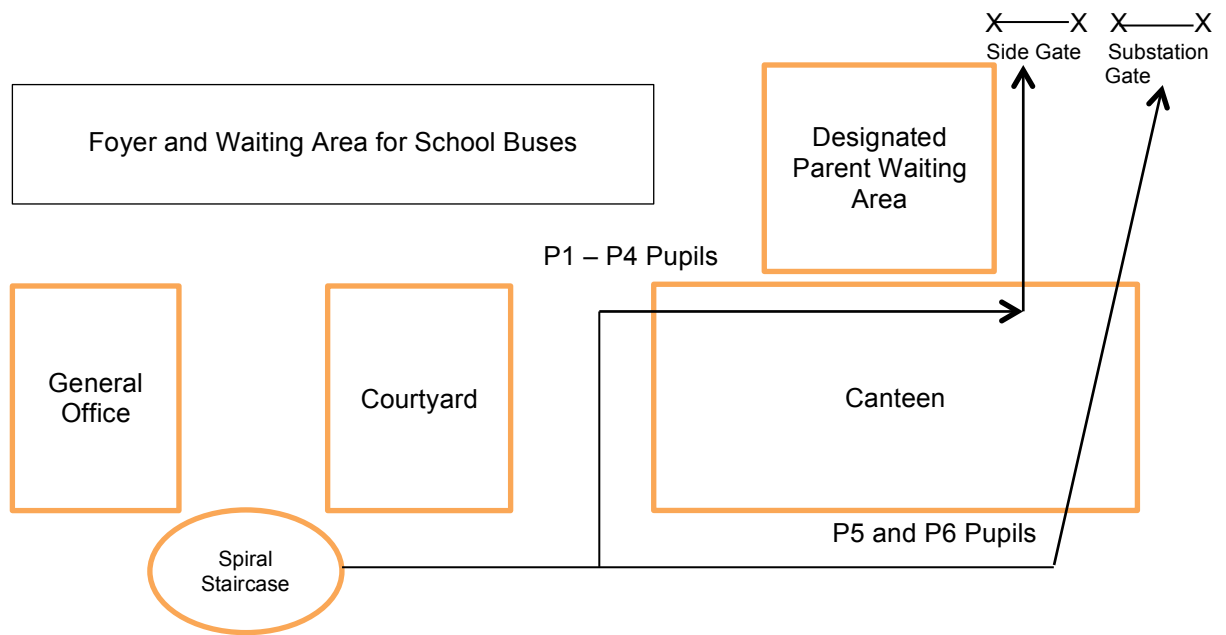 X X X X
Side Gate
Substation
Gate
Foyer and Waiting Area for School Buses
Designated
Parent Waiting
Area
P1 – P4 Pupils
General
Office
Courtyard
Canteen
P5 and P6 Pupils
Spiral
Staircase